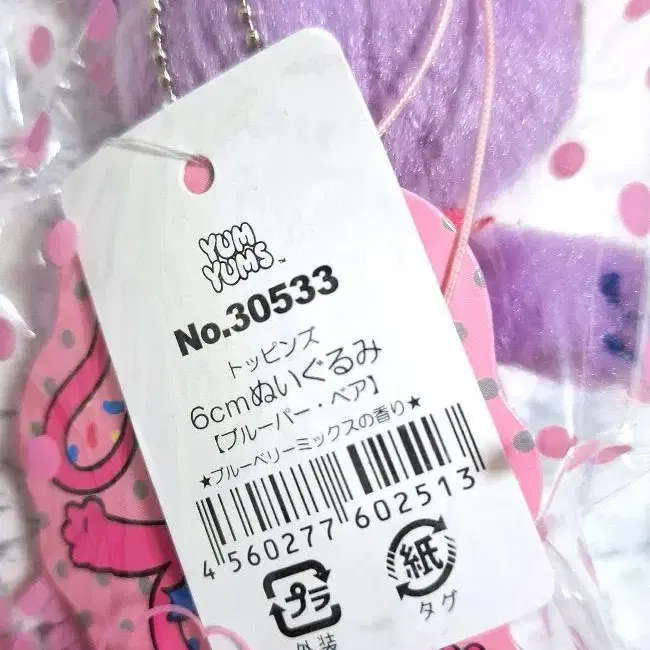 YUM
YUMS™
No.30533
トッピンズ
6cmぬいぐるみ
【ブルーパー・ベア】
★ブルーベリーミックスの香り★
4 560277 602513
プラ
外装
紙
タグ